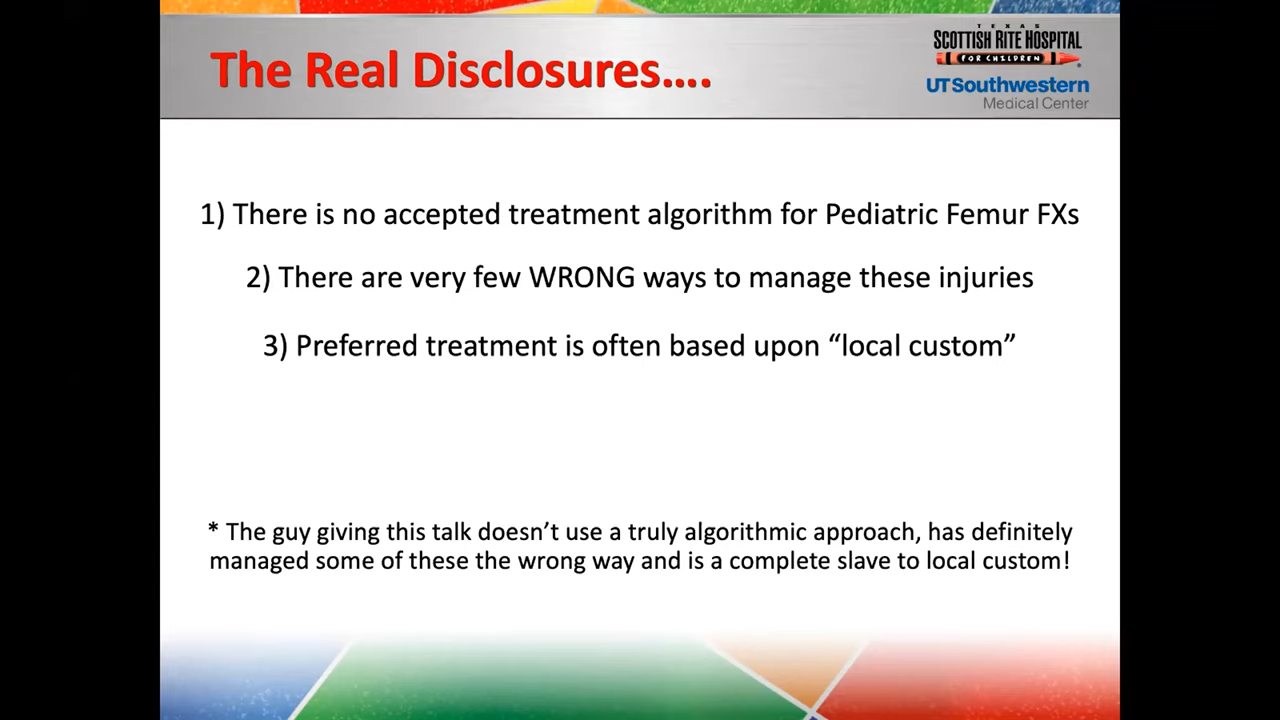 The Real Disclosures....
TEXAS
SCOTTISH RITE HOSPITAL
FOR CHILDREN
UTSouthwestern
Medical Center
1) There is no accepted treatment algorithm for Pediatric Femur FXs
2) There are very few WRONG ways to manage these injuries
3) Preferred treatment is often based upon “local custom”
* The guy giving this talk doesn’t use a truly algorithmic approach, has definitely
managed some of these the wrong way and is a complete slave to local custom!